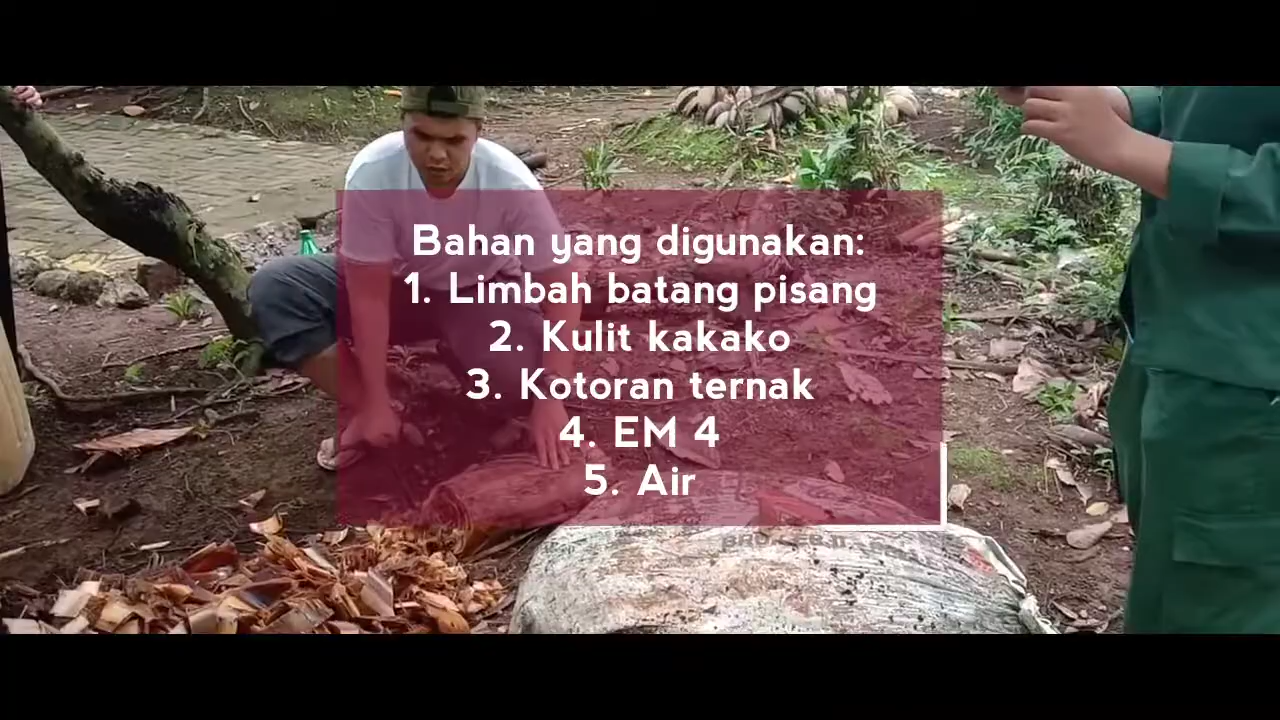 Bahan yang digunakan:
1. Limbah batang pisang
2. Kulit kakako
3. Kotoran ternak
4. EM 4
5. Air